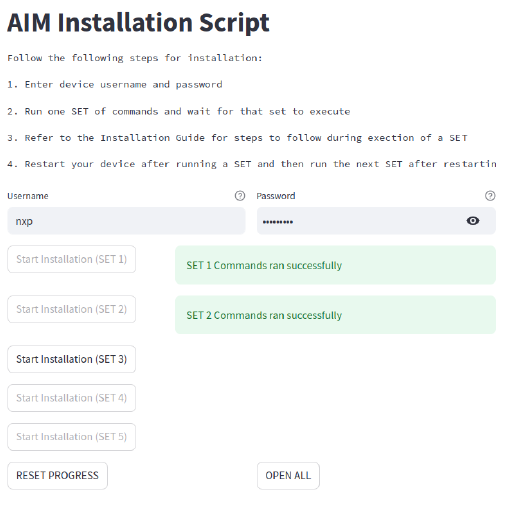 AIM Installation Script
Follow the following steps for installation:
1. Enter device username and password
2. Run one SET of commands and wait for that set to execute
3. Refer to the Installation Guide for steps to follow during exection of a SET
4. Restart your device after running a SET and then run the next SET after restartin
Username
Password
nxp
•••••••••
Start Installation (SET 1)
SET 1 Commands ran successfully
Start Installation (SET 2)
SET 2 Commands ran successfully
Start Installation (SET 3)
Start Installation (SET 4)
Start Installation (SET 5)
RESET PROGRESS
OPEN ALL